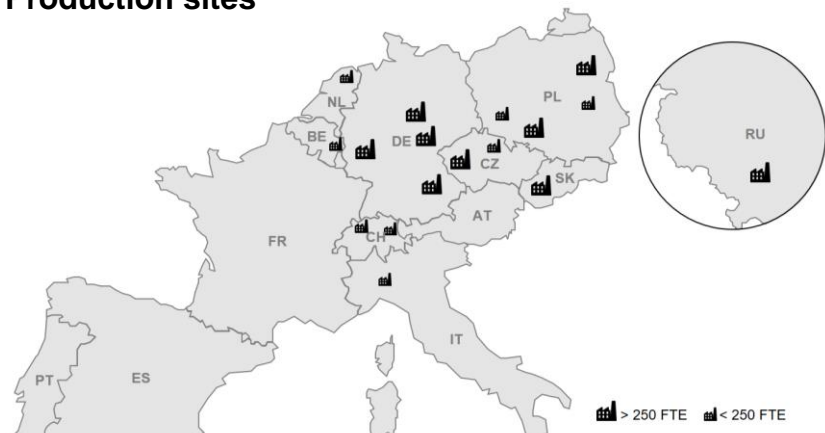 Production sites
NL
PL
BE
DE
RU
CZ
SK
FR
CH
AT
IT
PT
ES
> 250 FTE
< 250 FTE